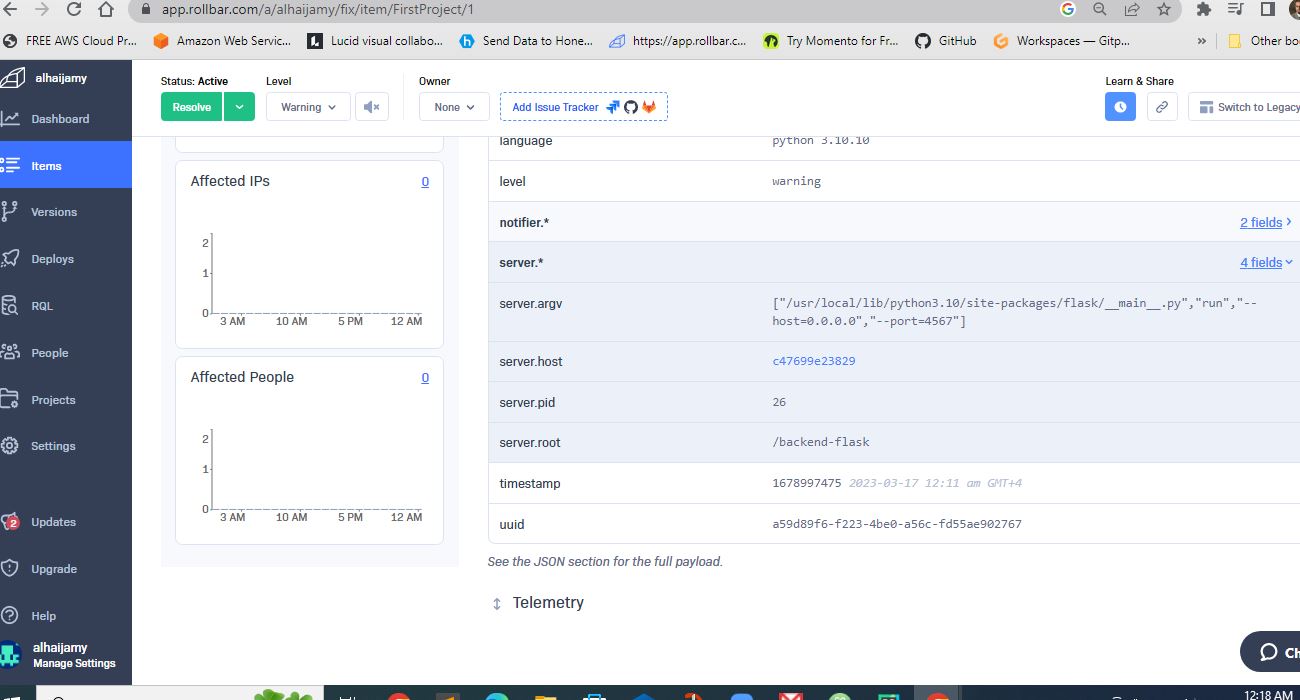 app.rollbar.com/a/alhaijamy/fix/item/FirstProject/1
FREE AWS Cloud Pr...
Amazon Web Servic...
Lucid visual collabo...
Send Data to Hone...
https://app.rollbar.c...
Try Momento for Fr...
GitHub
Workspaces — Gitp...
»
Other bo
alhaijamy
Dashboard
Items
Versions
Deploys
RQL
People
Projects
Settings
2
Updates
Upgrade
Help
alhaijamy
Manage Settings
Status: Active
Level
Owner
Learn & Share
Resolve
Warning
None
Add Issue Tracker
Switch to Legacy
Affected IPs
0
2
1
0
3 AM 10 AM 5 PM 12 AM
Affected People
0
2
1
0
3 AM 10 AM 5 PM 12 AM
language python 3.10.10
level warning
notifier.* 2 fields
server.* 4 fields
server.argv ["/usr/local/lib/python3.10/site-packages/flask/__main__.py","run","--
host=0.0.0.0","--port=4567"]
server.host c47699e23829
server.pid 26
server.root /backend-flask
timestamp 1678997475 2023-03-17 12:11 am GMT+4
uuid a59d89f6-f223-4be0-a56c-fd55ae902767
See the JSON section for the full payload.
Telemetry
Ch
12:18 AM